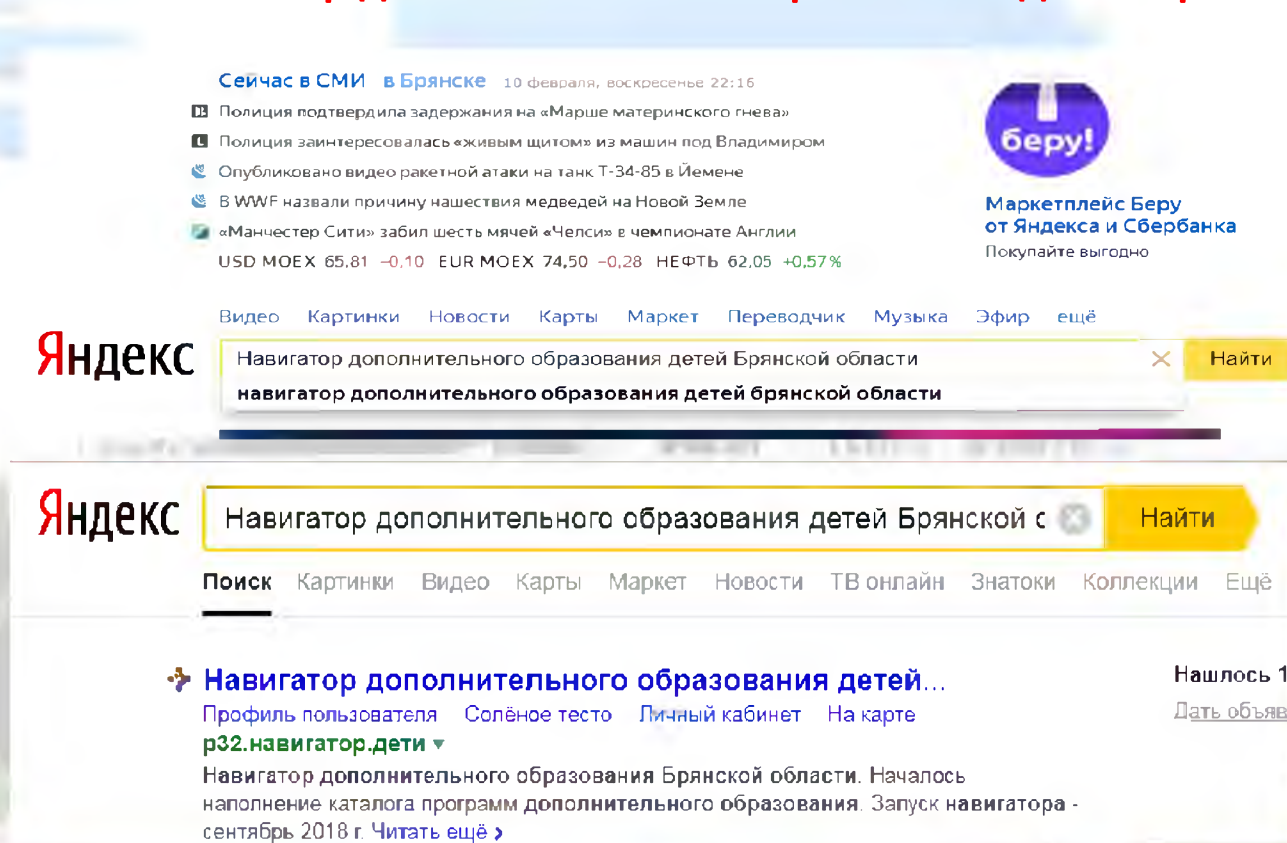 Сейчас в СМИ в Брянске 10 февраля, воскресенье 22:16
Полиция подтвердила задержания на «Марше материнского гнева»
Полиция заинтересовалась «живым щитом» из машин под Владимиром
Опубликовано видео ракетной атаки на танк Т-34-85 в Йемене
В WWF назвали причину нашествия медведей на Новой Земле
«Манчестер Сити» забил шесть мячей «Челси» в чемпионате Англии
USD MOEX 65,81 −0,10 EUR MOEX 74,50 −0,28 НЕФТЬ 62,05 +0,57%
беру!
Маркетплейс Беру
от Яндекса и Сбербанка
Покупайте выгодно
Видео Картинки Новости Карты Маркет Переводчик Музыка Эфир ещё
Яндекс Навигатор дополнительного образования детей Брянской области Найти
навигатор дополнительного образования детей брянской области
Яндекс Навигатор дополнительного образования детей Брянской о Найти
Поиск Картинки Видео Карты Маркет Новости ТВ онлайн Знатоки Коллекции Ещё
Навигатор дополнительного образования детей...
Профиль пользователя Солёное тесто Личный кабинет На карте
р32.навигатор.дети
Навигатор дополнительного образования Брянской области. Началось
наполнение каталога программ дополнительного образования. Запуск навигатора -
сентябрь 2018 г. Читать ещё ›
Нашлось 1
Дать объяв